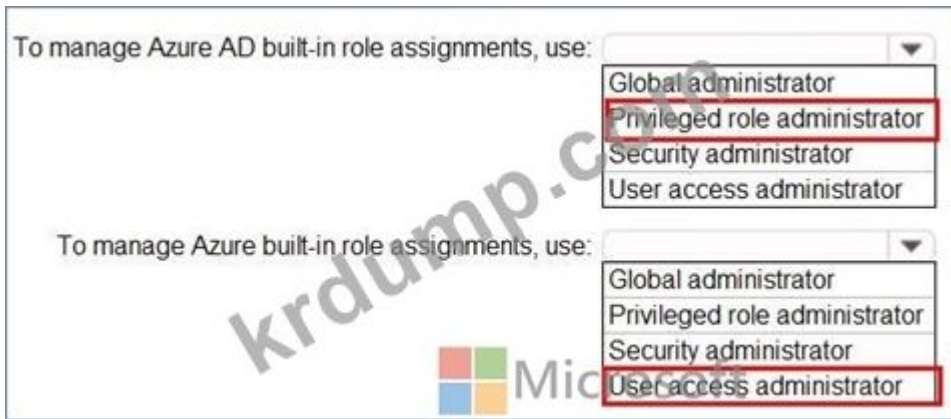 To manage Azure AD built-in role assignments, use:
Global administrator
Privileged role administrator
Security administrator
User access administrator
To manage Azure built-in role assignments, use:
Global administrator
Privileged role administrator
Security administrator
User access administrator
krdump.com
Microsoft